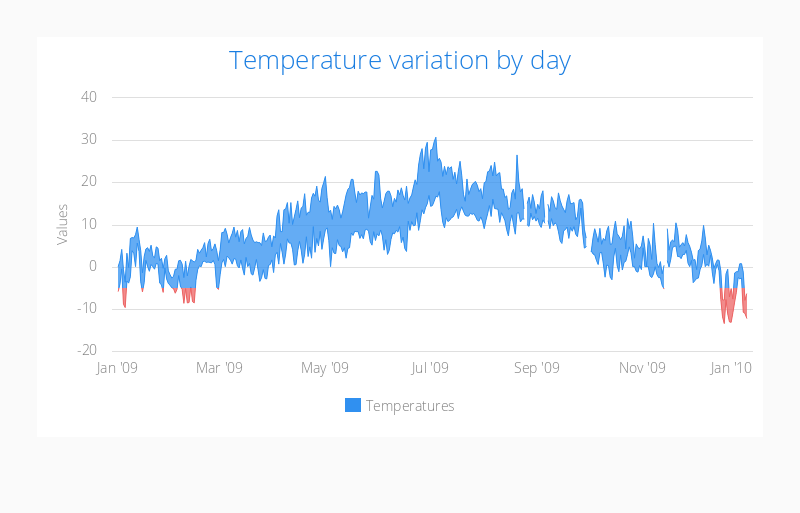 Temperature variation by day
40
30
20
10
0
-10
-20
Values
Jan '09
Mar '09
May '09
Jul '09
Sep '09
Nov '09
Jan '10
Temperatures